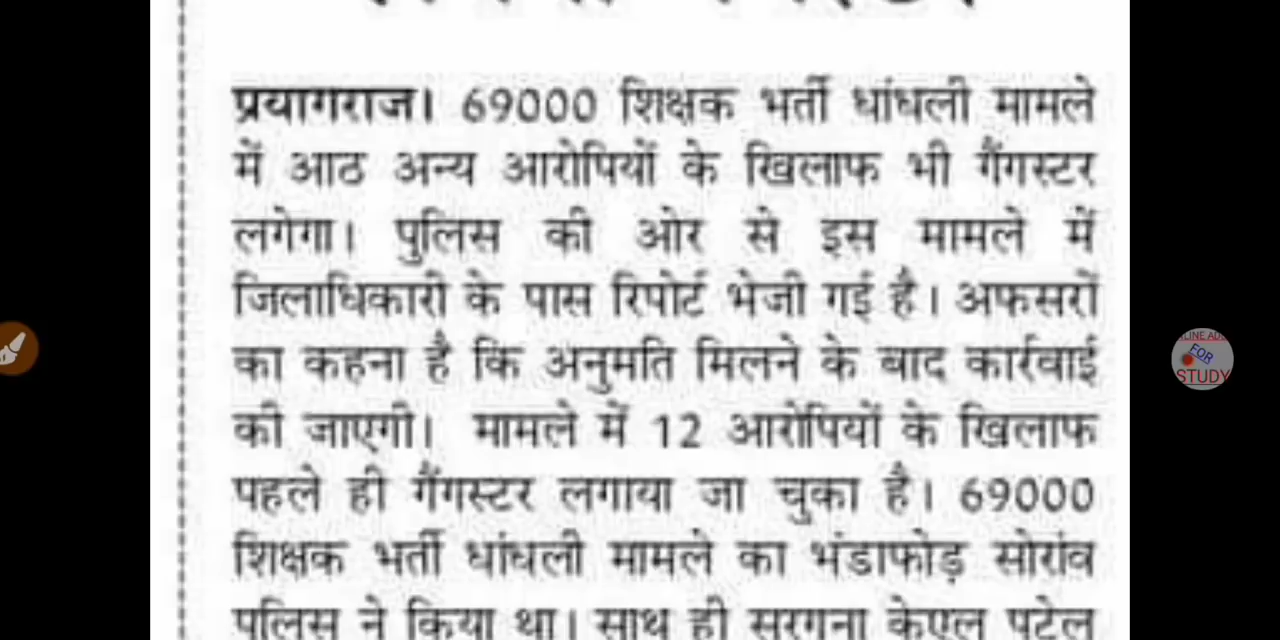 प्रयागराज। 69000 शिक्षक भर्ती धांधली मामले
में आठ अन्य आरोपियों के खिलाफ भी गैंगस्टर
लगेगा। पुलिस की ओर से इस मामले में
जिलाधिकारी के पास रिपोर्ट भेजी गई है। अफसरों
का कहना है कि अनुमति मिलने के बाद कार्रवाई
की जाएगी। मामले में 12 आरोपियों के खिलाफ
पहले ही गैंगस्टर लगाया जा चुका है। 69000
शिक्षक भर्ती धांधली मामले का भंडाफोड़ सोरांव
पुलिस ने किया था। साथ ही सरगना केएल पटेल
FOR
STUDY